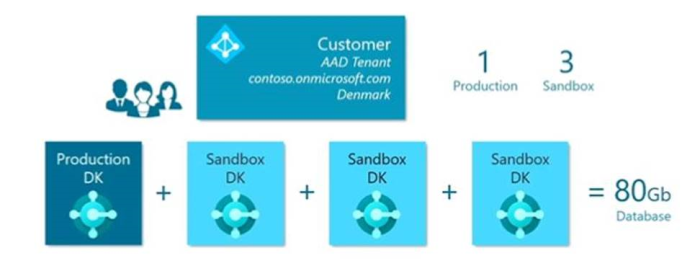 Customer
AAD Tenant
contoso.onmicrosoft.com
Denmark
1
Production
3
Sandbox
Production
DK
+
Sandbox
DK
+
Sandbox
DK
+
Sandbox
DK
= 80Gb
Database